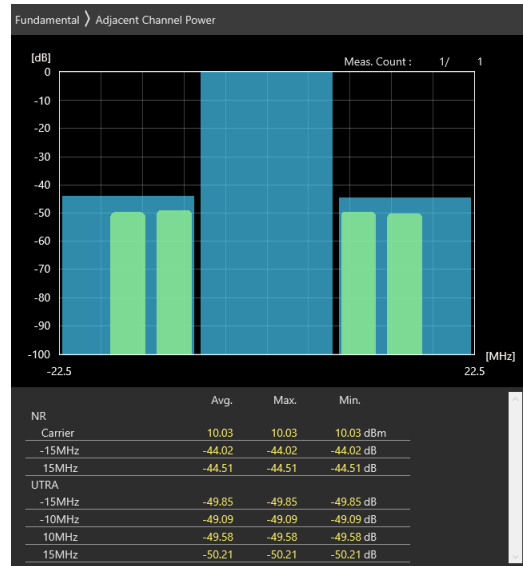 Fundamental 〉 Adjacent Channel Power
[dB]
Meas. Count : 1/ 1
0
-10
-20
-30
-40
-50
-60
-70
-80
-90
-100
[MHz]
-22.5 22.5
Avg. Max. Min.
NR
Carrier 10.03 10.03 10.03 dBm
-15MHz -44.02 -44.02 -44.02 dB
15MHz -44.51 -44.51 -44.51 dB
UTRA
-15MHz -49.85 -49.85 -49.85 dB
-10MHz -49.09 -49.09 -49.09 dB
10MHz -49.58 -49.58 -49.58 dB
15MHz -50.21 -50.21 -50.21 dB